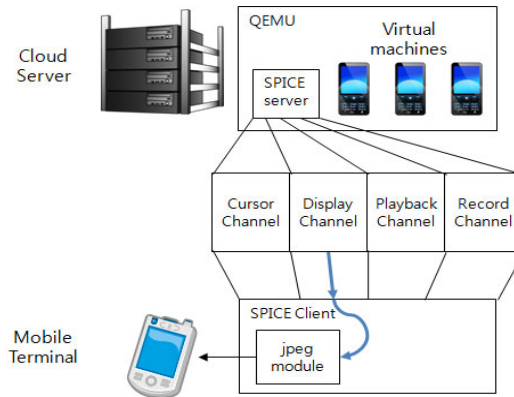 Cloud
Server
QEMU
Virtual
machines
SPICE
server
Cursor
Channel
Display
Channel
Playback
Channel
Record
Channel
SPICE Client
jpeg
module
Mobile
Terminal